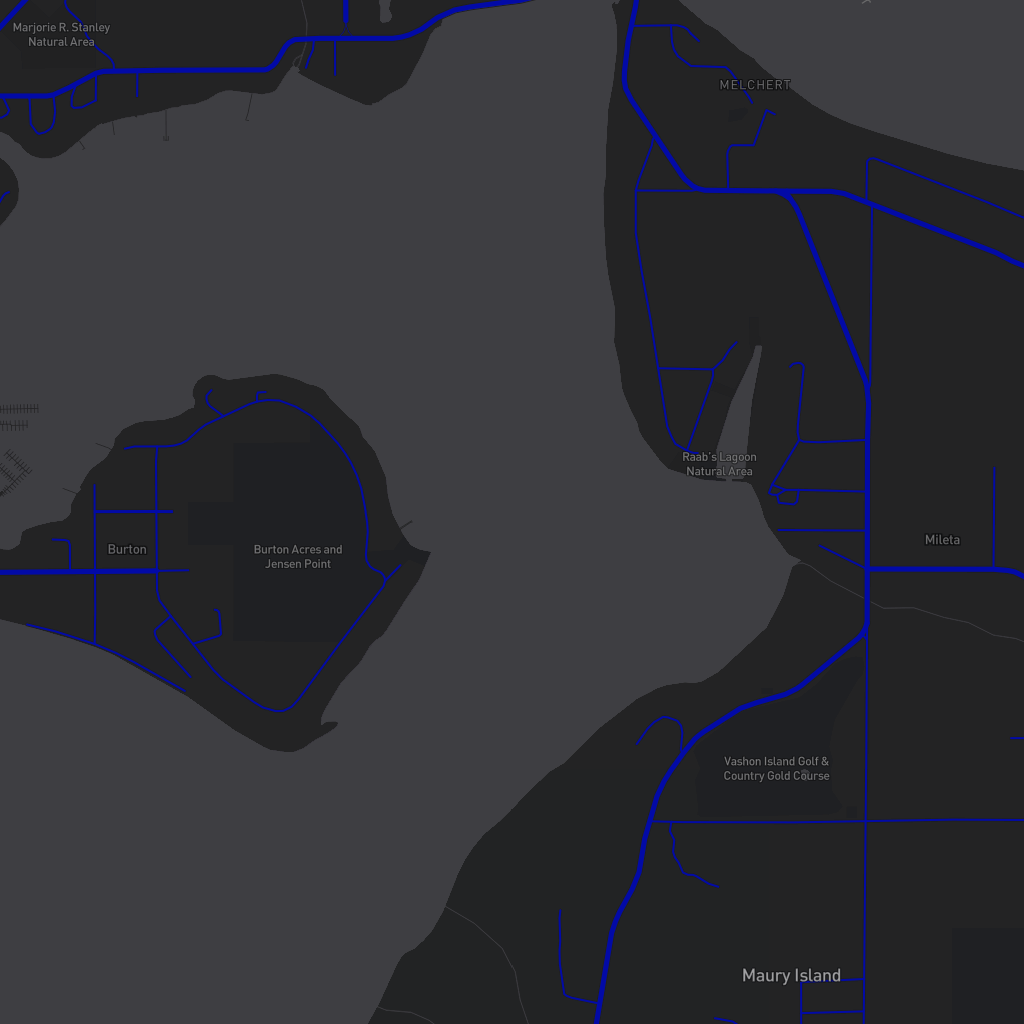 Marjorie R. Stanley
Natural Area
MELCHERT
Raab's Lagoon
Natural Area
Burton
Burton Acres and
Jensen Point
Mileta
Vashon Island Golf &
Country Gold Course
Maury Island